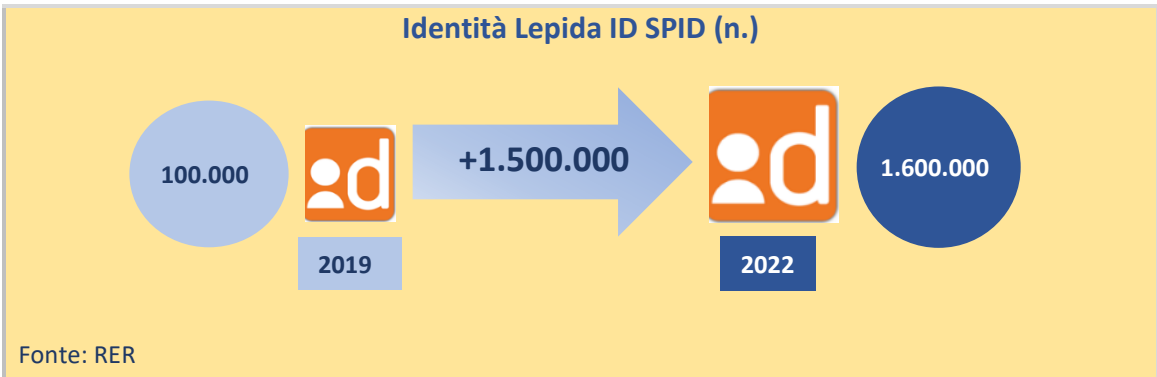 Identità Lepida ID SPID (n.)
100.000
+1.500.000
1.600.000
2019
2022
Fonte: RER